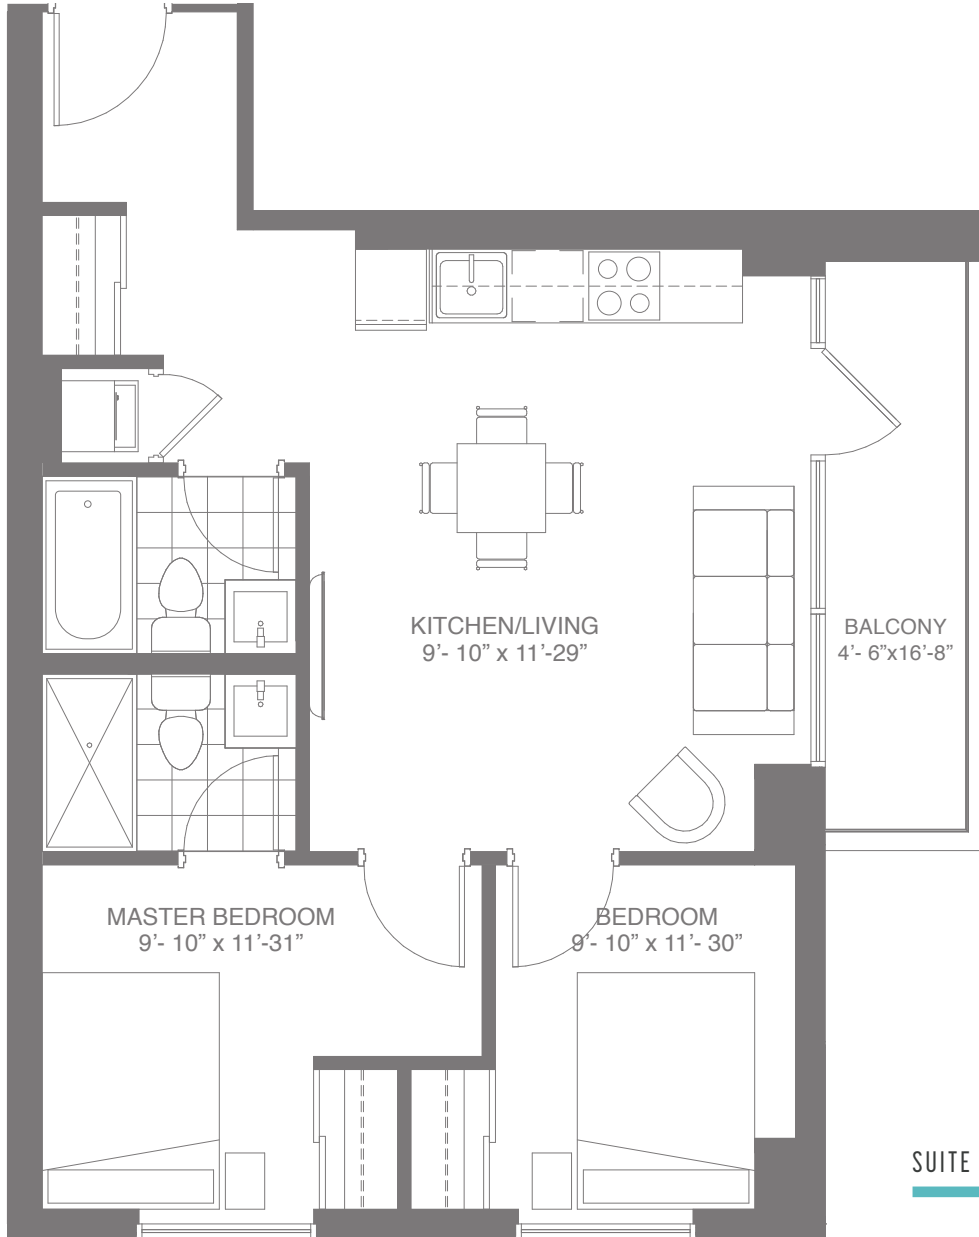 KITCHEN/LIVING
9’- 10” x 11’-29”
BALCONY
4’- 6”x16’-8”
MASTER BEDROOM
9’- 10” x 11’-31”
BEDROOM
9’- 10” x 11’- 30”
SUITE